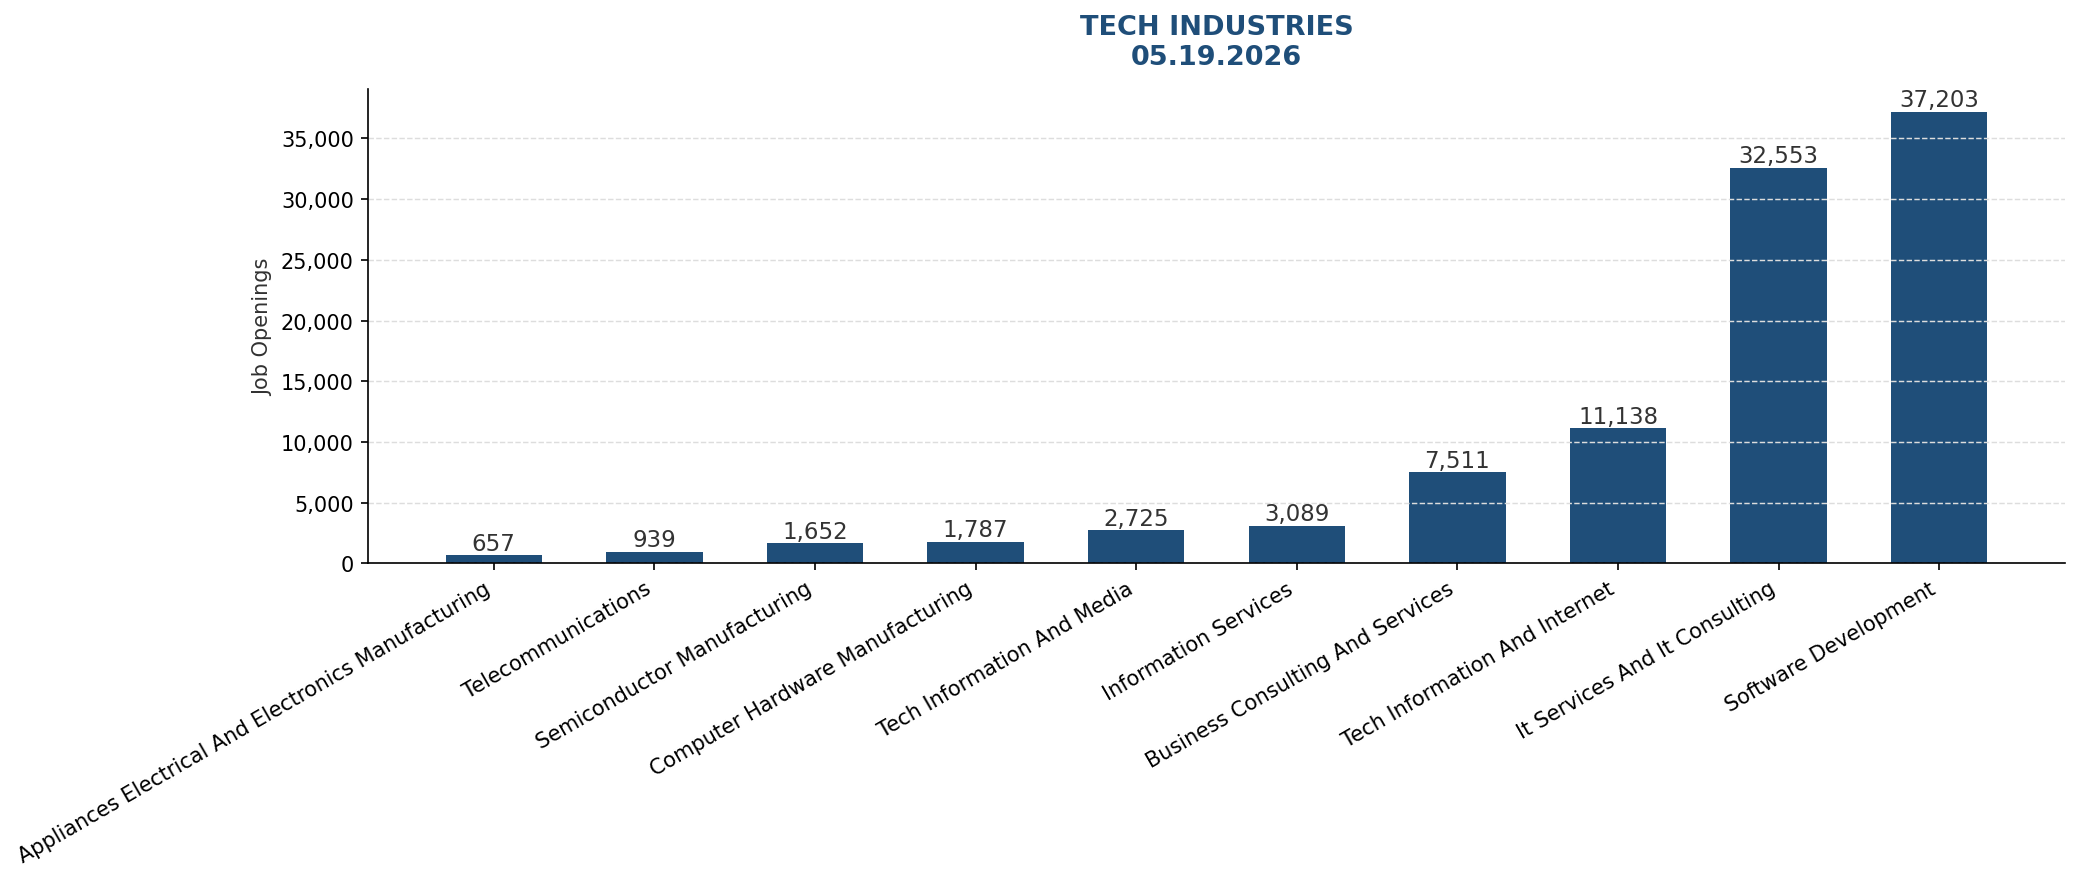 TECH INDUSTRIES
05.19.2026
Job Openings
35,000
30,000
25,000
20,000
15,000
10,000
5,000
0
657
939
1,652
1,787
2,725
3,089
7,511
11,138
32,553
37,203
Appliances Electrical And Electronics Manufacturing
Telecommunications
Semiconductor Manufacturing
Computer Hardware Manufacturing
Tech Information And Media
Information Services
Business Consulting And Services
Tech Information And Internet
It Services And It Consulting
Software Development